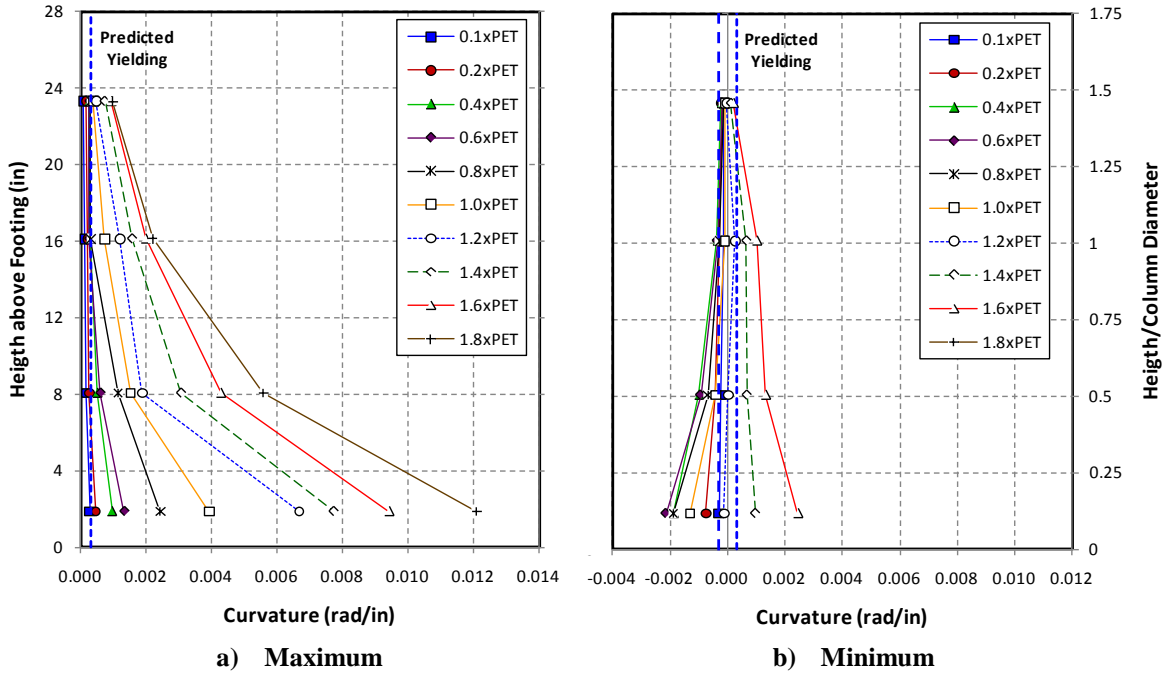 28
24
20
16
12
8
4
0
Heigth above Footing (in)
0.000
0.002
0.004
0.006
0.008
0.010
0.012
0.014
Curvature (rad/in)
Predicted
Yielding
0.1xPET
0.2xPET
0.4xPET
0.6xPET
0.8xPET
1.0xPET
1.2xPET
1.4xPET
1.6xPET
1.8xPET
a) Maximum
Predicted
Yielding
0.1xPET
0.2xPET
0.4xPET
0.6xPET
0.8xPET
1.0xPET
1.2xPET
1.4xPET
1.6xPET
1.8xPET
1.75
1.5
1.25
1
0.75
0.5
0.25
0
Heigth/Column Diameter
-0.004
-0.002
0.000
0.002
0.004
0.006
0.008
0.010
0.012
Curvature (rad/in)
b) Minimum